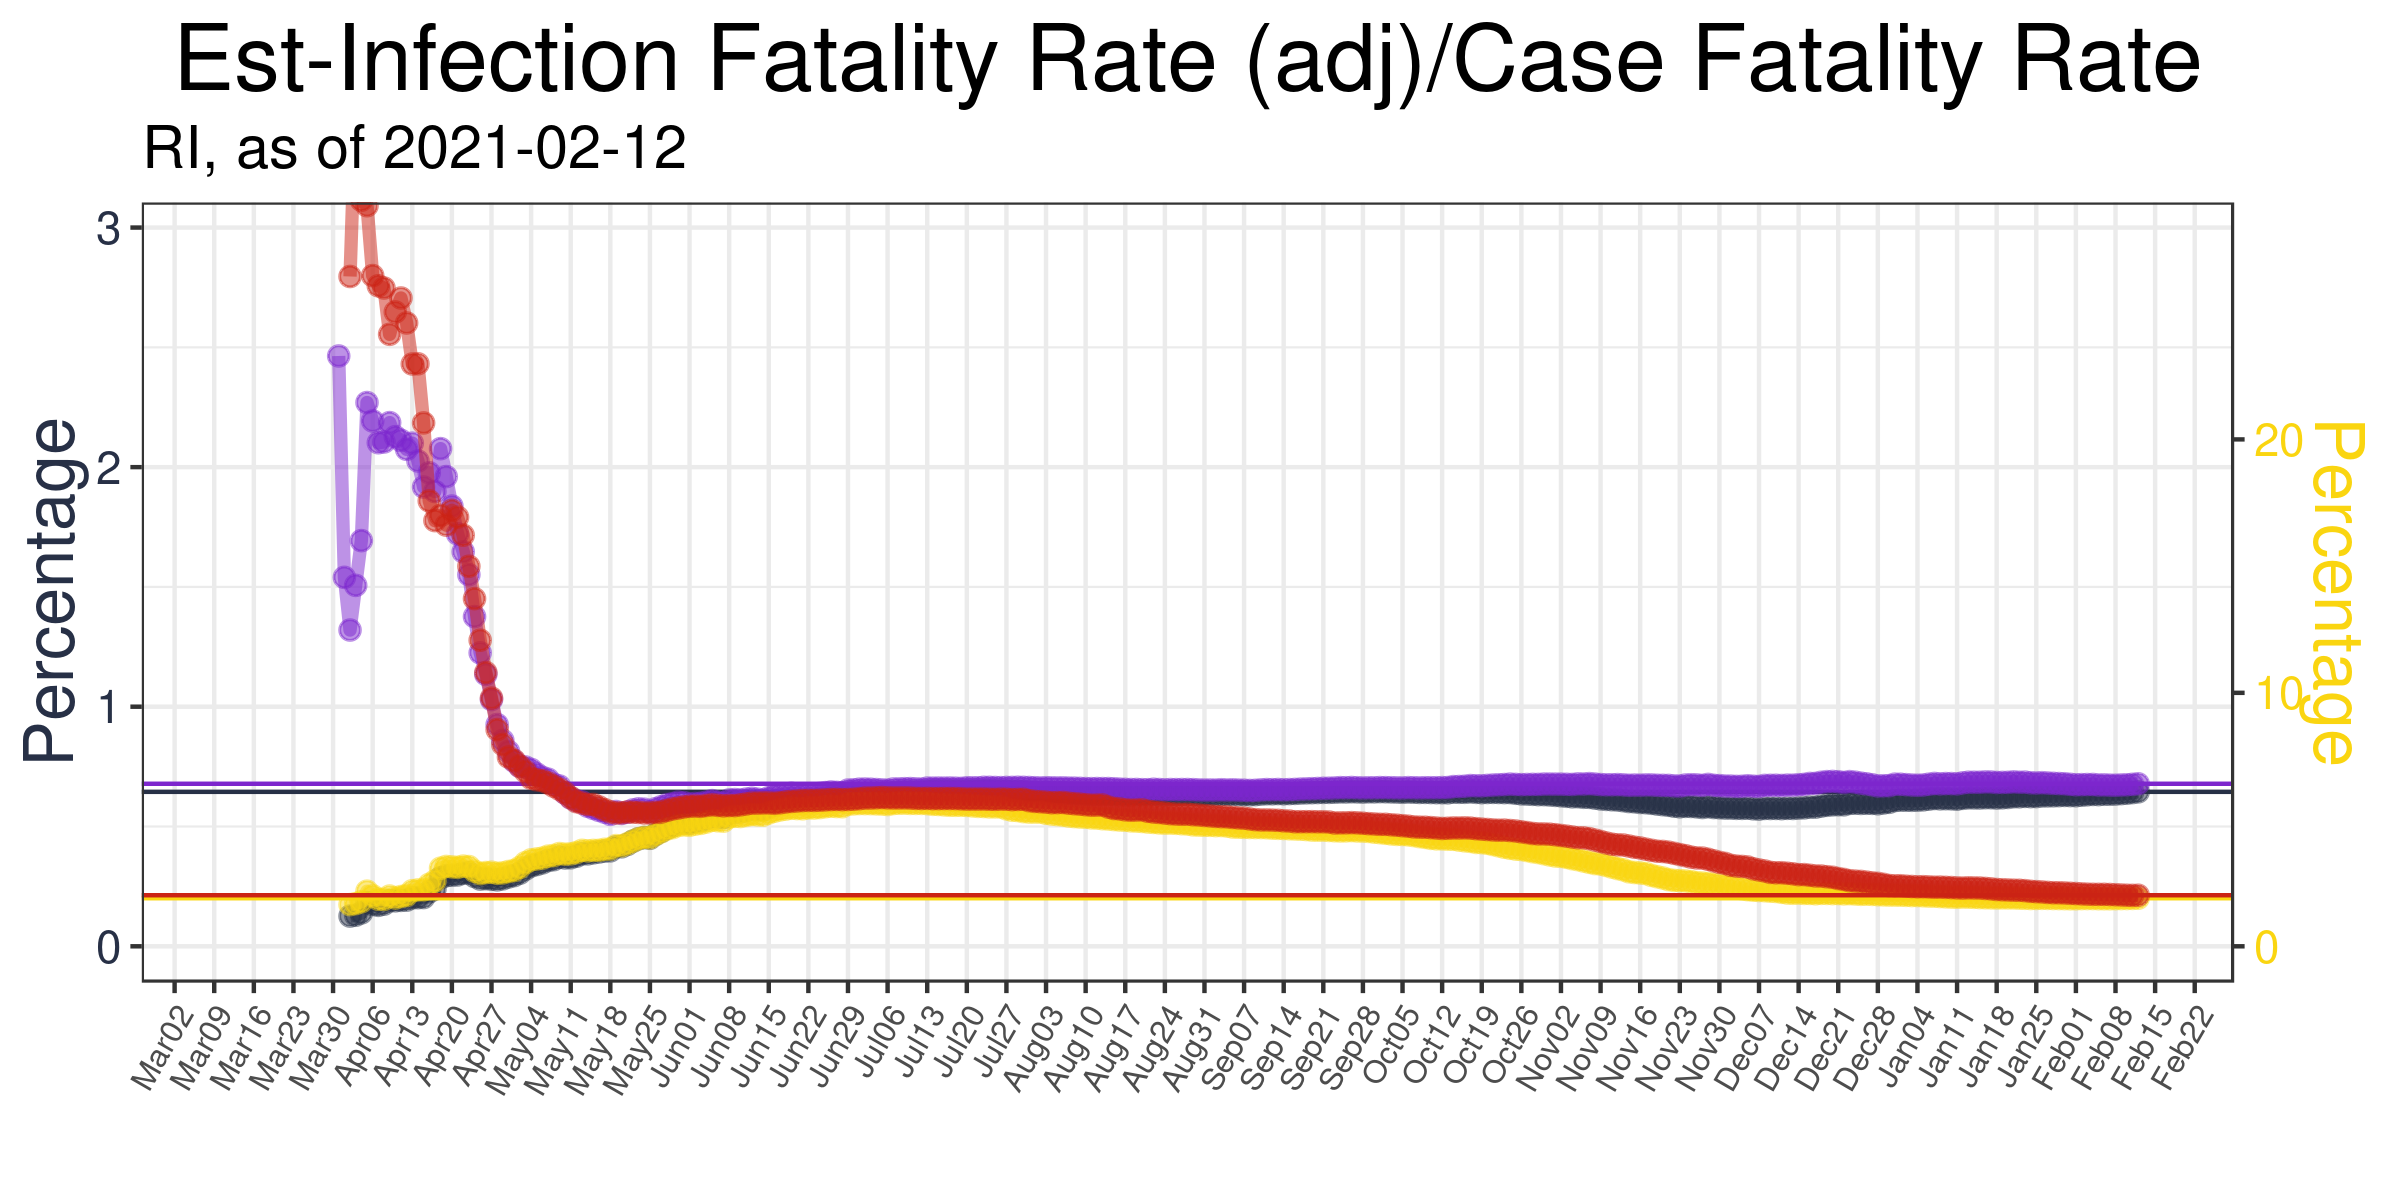 Est-Infection Fatality Rate (adj)/Case Fatality Rate
RI, as of 2021-02-12
Percentage
3
2
1
0
20
10
0
Percentage
Mar02
Mar09
Mar16
Mar23
Mar30
Apr06
Apr13
Apr20
Apr27
May04
May11
May18
May25
Jun01
Jun08
Jun15
Jun22
Jun29
Jul06
Jul13
Jul20
Jul27
Aug03
Aug10
Aug17
Aug24
Aug31
Sep07
Sep14
Sep21
Sep28
Oct05
Oct12
Oct19
Oct26
Nov02
Nov09
Nov16
Nov23
Nov30
Dec07
Dec14
Dec21
Dec28
Jan04
Jan11
Jan18
Jan25
Feb01
Feb08
Feb15
Feb22